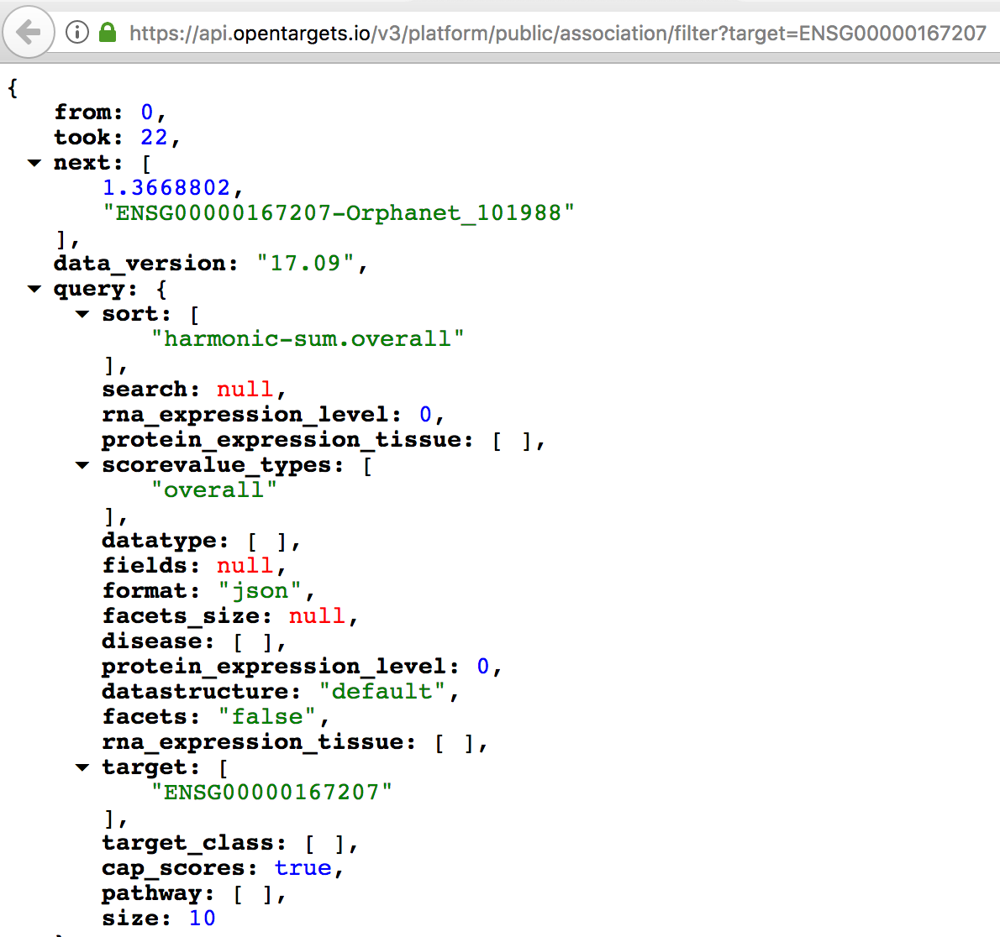 https://api.opentargets.io/v3/platform/public/association/filter?target=ENSG00000167207
{
from: 0,
took: 22,
next: [
1.3668802,
"ENSG00000167207-Orphanet_101988"
],
data_version: "17.09",
query: {
sort: [
"harmonic-sum.overall"
],
search: null,
rna_expression_level: 0,
protein_expression_tissue: [ ],
scorevalue_types: [
"overall"
],
datatype: [ ],
fields: null,
format: "json",
facets_size: null,
disease: [ ],
protein_expression_level: 0,
datastructure: "default",
facets: "false",
rna_expression_tissue: [ ],
target: [
"ENSG00000167207"
],
target_class: [ ],
cap_scores: true,
pathway: [ ],
size: 10